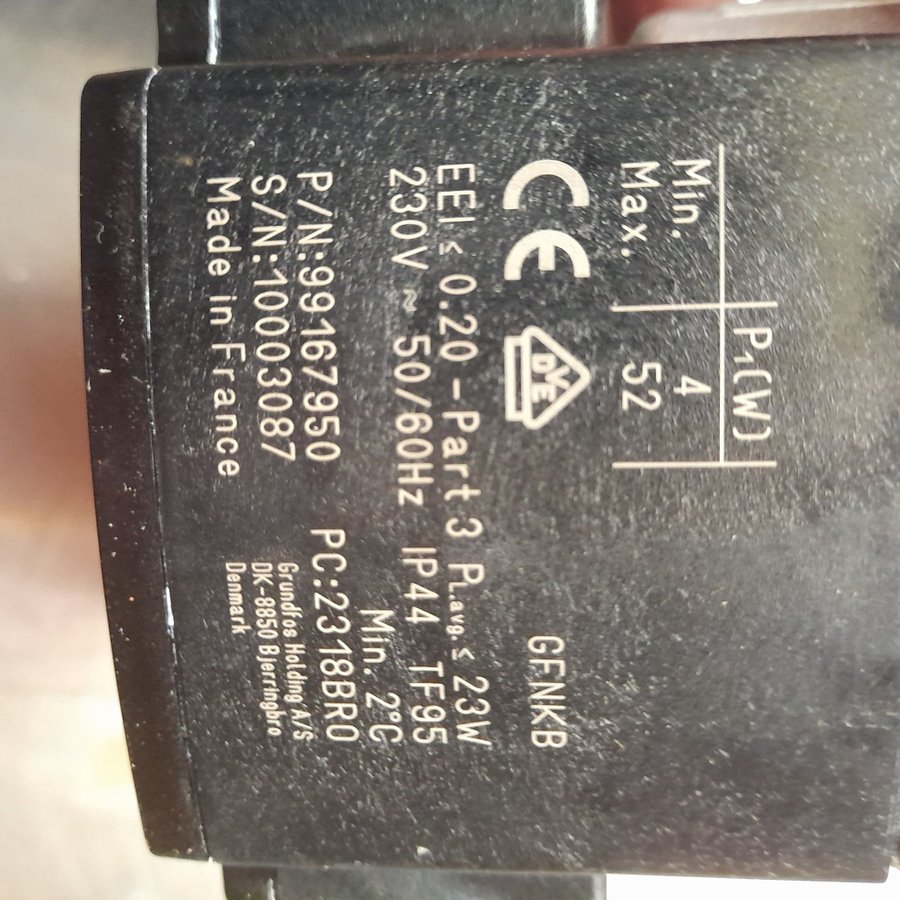 P₁(W)
Min. 4
Max. 52
CE DVE GFNKB
EEI ≤ 0.20 – Part 3 PL,avg. ≤ 23W
230V ~ 50/60Hz IP44 TF95
Min. 2°C
P/N:99167950 PC:2318BRO
S/N:10003087 Grundfos Holding A/S
DK-8850 Bjerringbro
Made in France Denmark